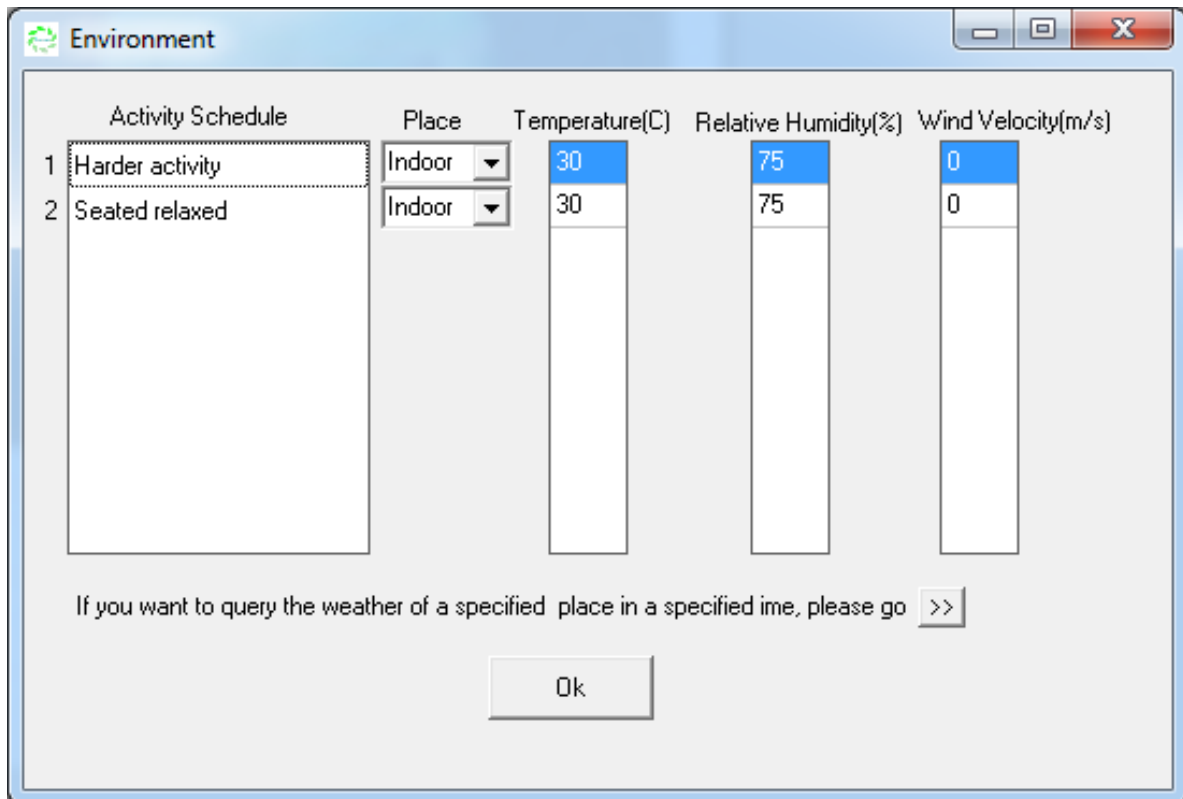 Environment
Activity Schedule Place Temperature(C) Relative Humidity(%) Wind Velocity(m/s)
1 Harder activity Indoor 30 75 0
2 Seated relaxed Indoor 30 75 0
If you want to query the weather of a specified place in a specified ime, please go >>
Ok